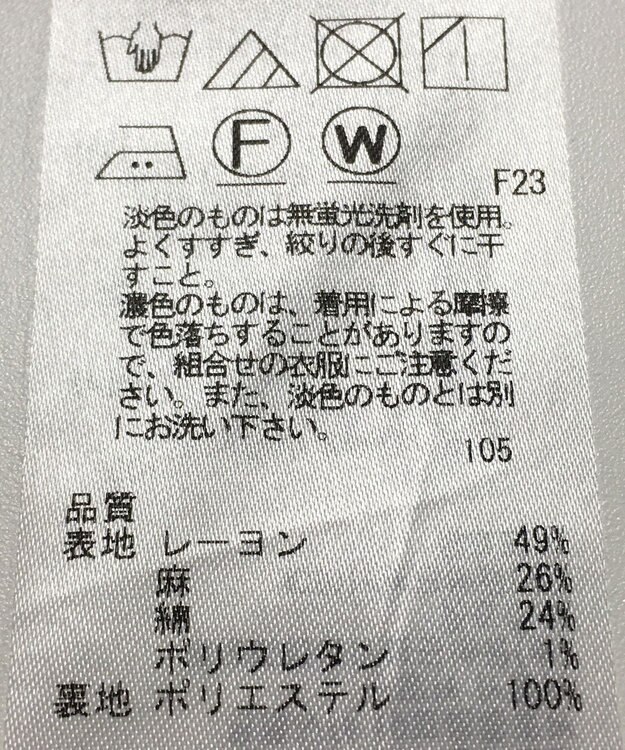 F W
F23
淡色のものは無蛍光洗剤を使用。
よくすすぎ、絞りの後すぐに干
すこと。
濃色のものは、着用による摩擦
で色落ちすることがありますの
で、組合せの衣服にご注意くだ
さい。また、淡色のものとは別
にお洗い下さい。
105
品質
表地 レーヨン 49%
麻 26%
綿 24%
ポリウレタン 1%
裏地 ポリエステル 100%